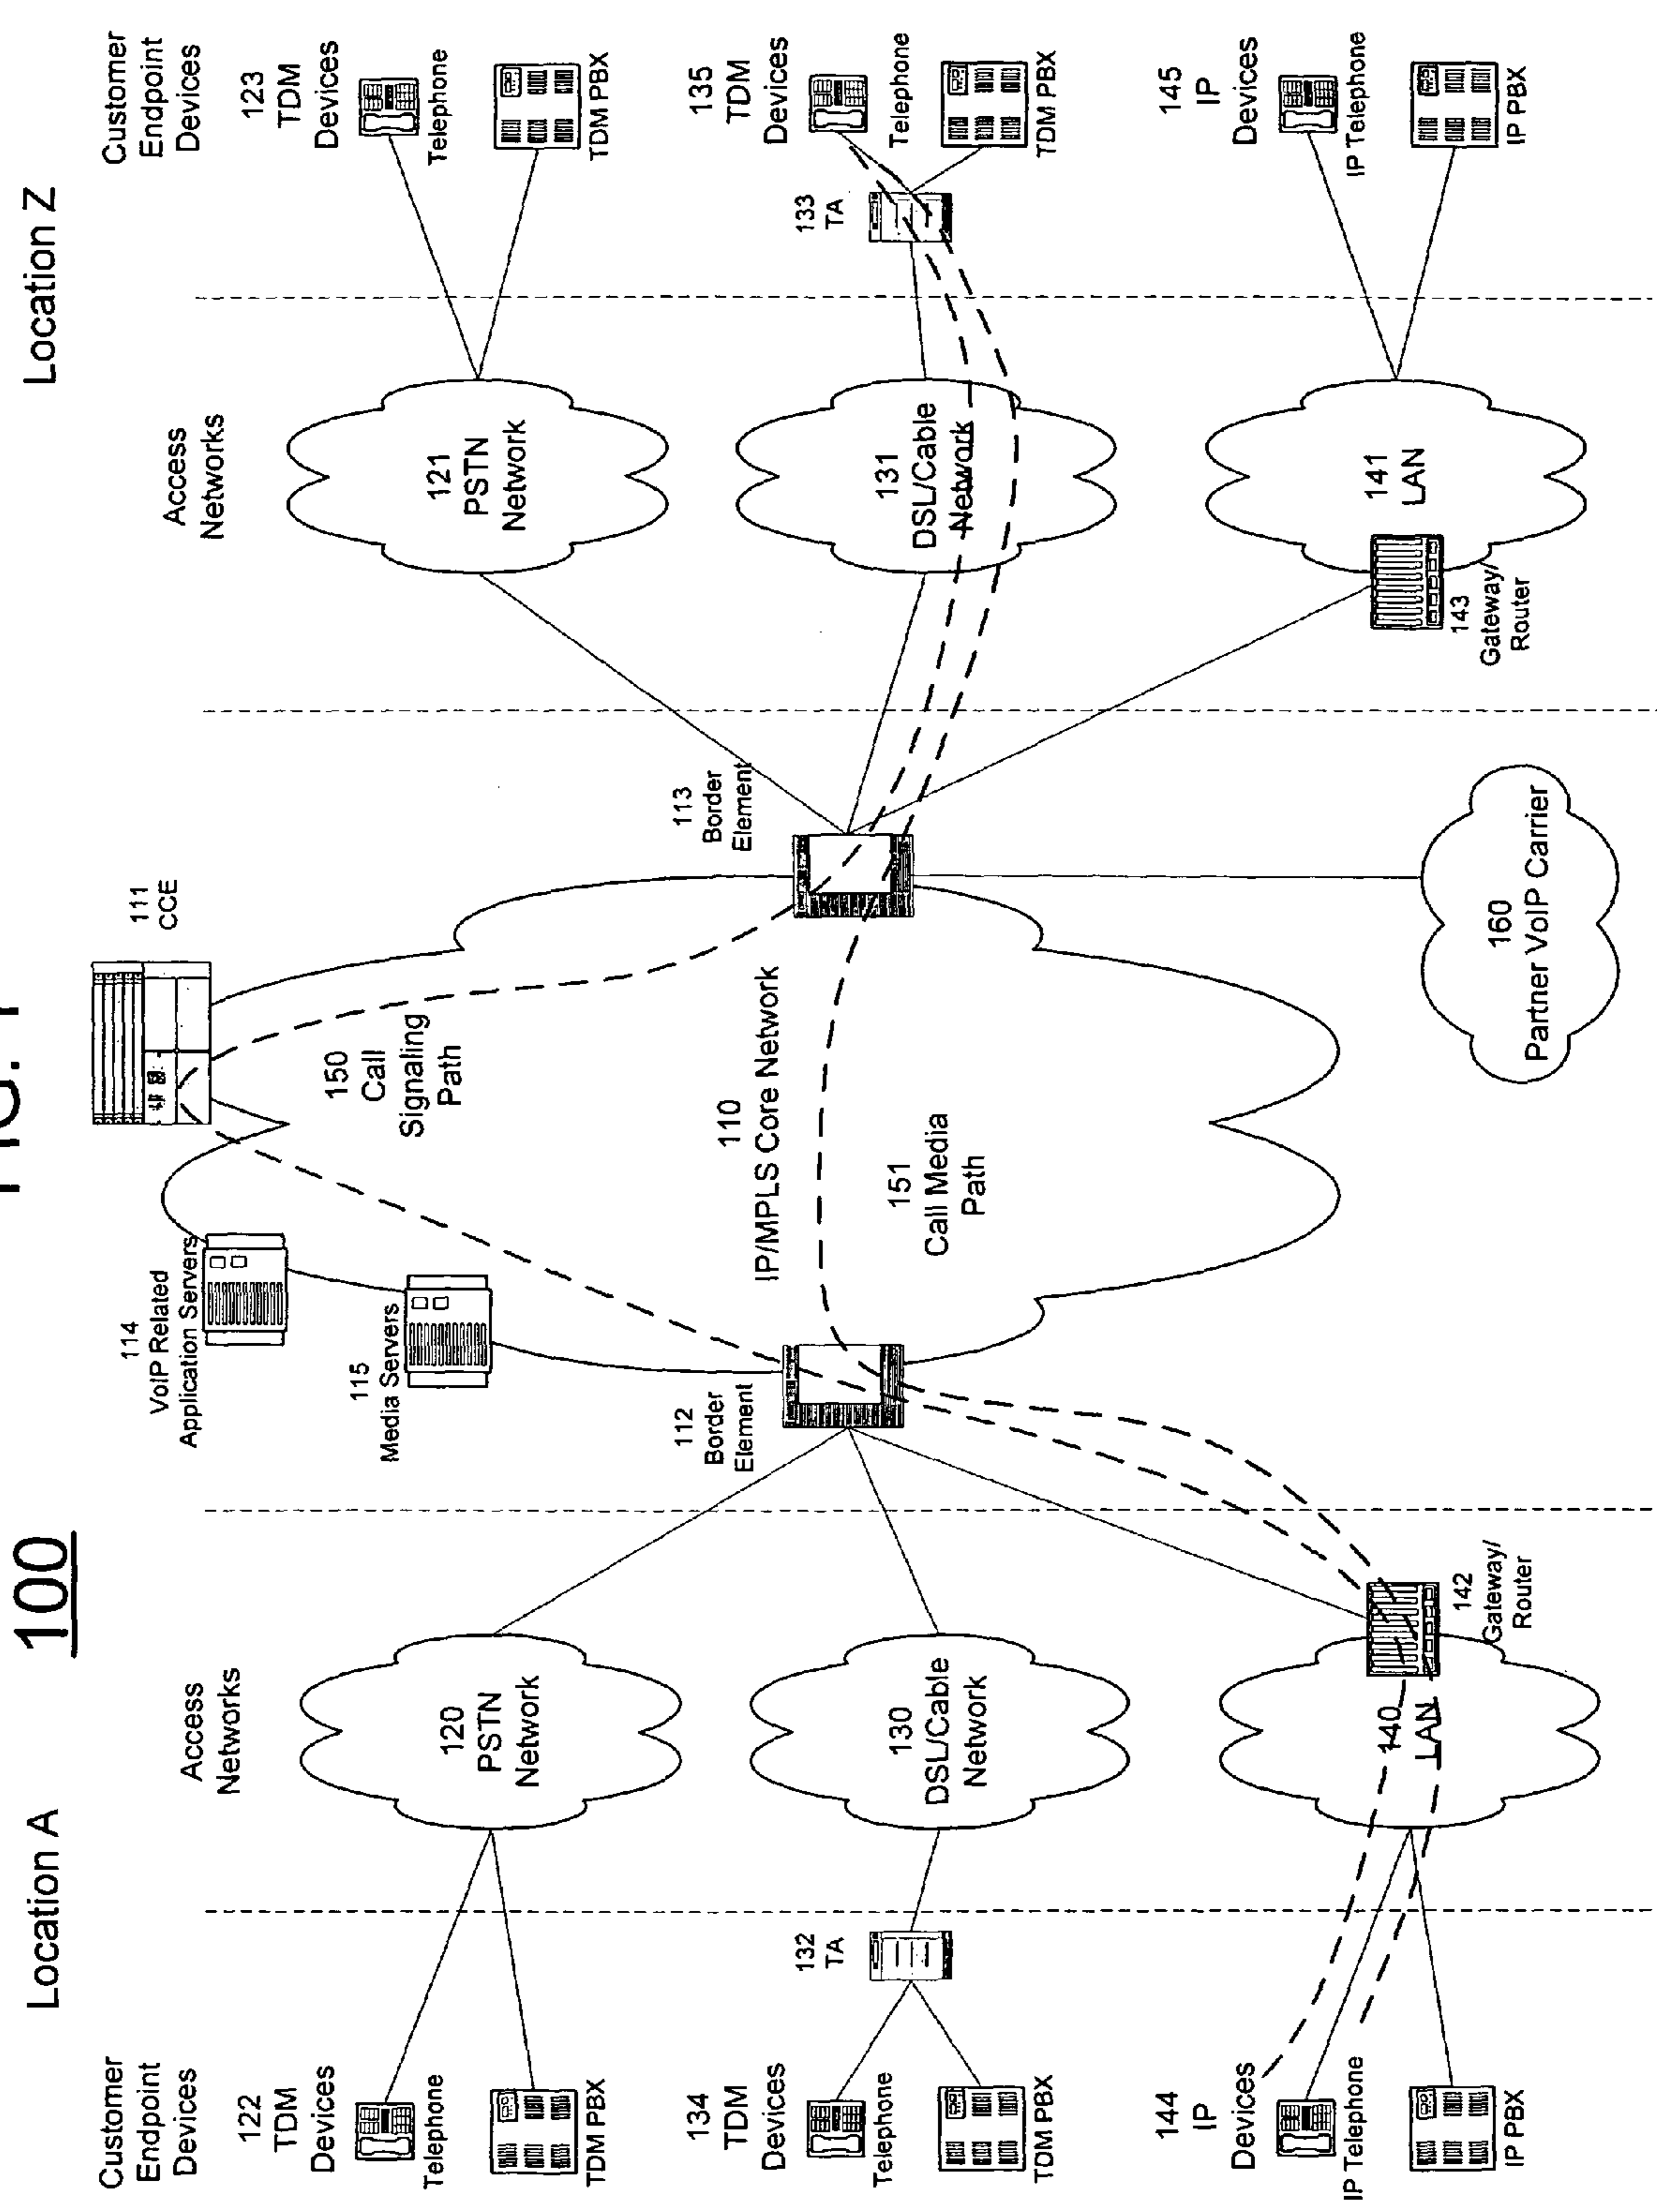 FIG. 1
100
Location A
Location Z
Customer
Endpoint
Devices
Access
Networks
Access
Networks
Customer
Endpoint
Devices
122
TDM
Devices
Telephone
TDM PBX
120
PSTN
Network
114
VoIP Related
Application Servers
115
Media Servers
111
CCE
150
Call
Signaling
Path
121
PSTN
Network
123
TDM
Devices
Telephone
TDM PBX
134
TDM
Devices
Telephone
TDM PBX
132
TA
130
DSL/Cable
Network
112
Border
Element
110
IP/MPLS Core Network
151
Call Media
Path
113
Border
Element
131
DSL/Cable
Network
133
TA
135
TDM
Devices
Telephone
TDM PBX
144
IP
Devices
IP Telephone
IP PBX
140
LAN
142
Gateway/
Router
160
Partner VoIP Carrier
143
Gateway/
Router
141
LAN
145
IP
Devices
IP Telephone
IP PBX